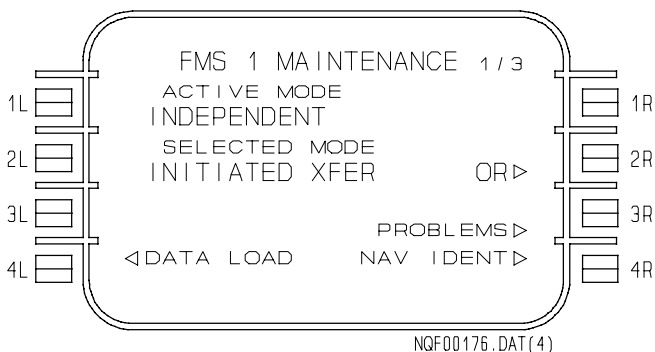 FMS 1 MAINTENANCE 1/3
ACTIVE MODE
1L 1R
INDEPENDENT
SELECTED MODE
2L INITIATED XFER OR▷ 2R
3L 3R
PROBLEMS▷
◁DATA LOAD NAV IDENT▷
4L 4R
NQF00176.DAT(4)